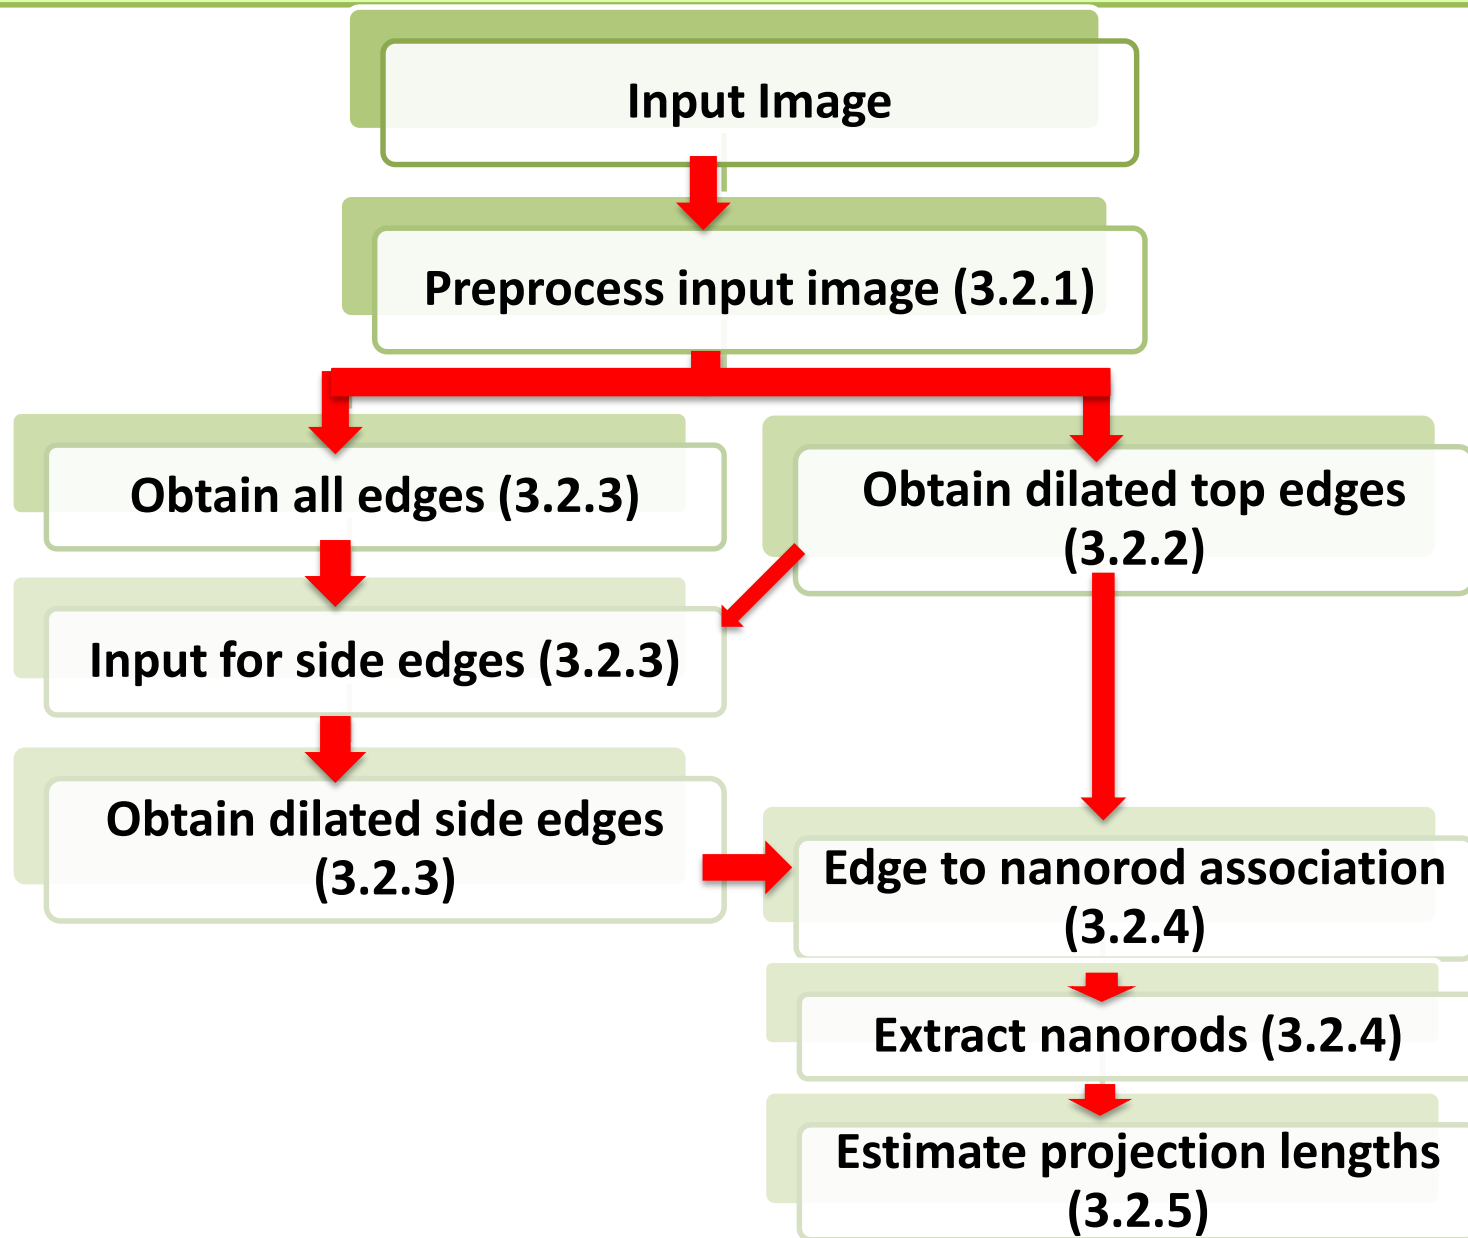 Input Image
Preprocess input image (3.2.1)
Obtain all edges (3.2.3)
Obtain dilated top edges
(3.2.2)
Input for side edges (3.2.3)
Obtain dilated side edges
(3.2.3)
Edge to nanorod association
(3.2.4)
Extract nanorods (3.2.4)
Estimate projection lengths
(3.2.5)